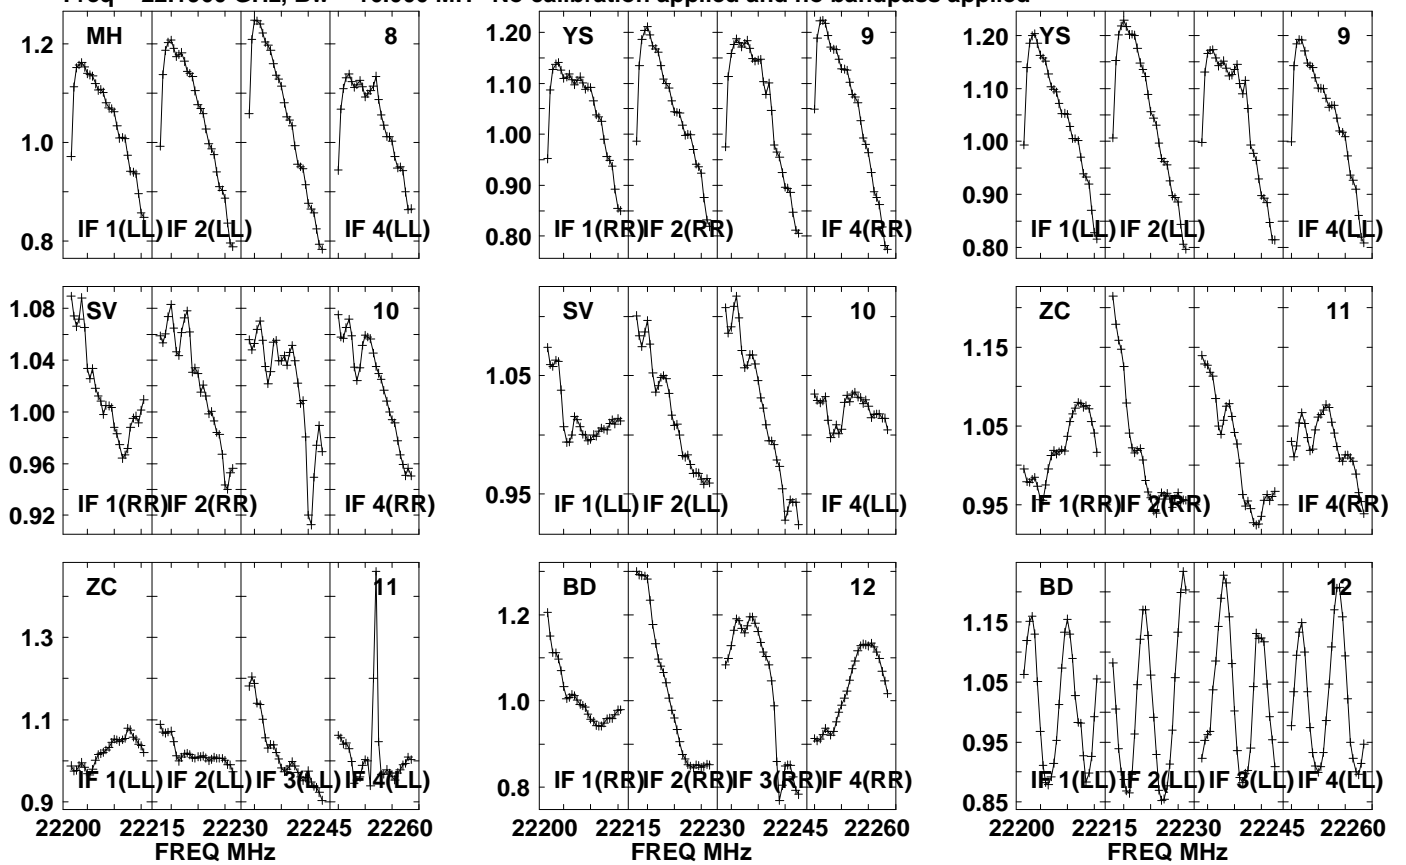 Freq GHz, MH No calibration applied and no bandpass applied
MH 8
1.2
1.0
0.8
IF 1(LL) IF 2(LL) IF 4(LL)
YS 9
1.20
1.10
1.00
0.90
0.80
IF 1(RR) IF 2(RR) IF 4(RR)
YS 9
1.20
1.10
1.00
0.90
0.80
IF 1(LL) IF 2(LL) IF 4(LL)
SV 10
1.08
1.04
1.00
0.96
0.92
IF 1(RR) IF 2(RR) IF 4(RR)
SV 10
1.05
0.95
IF 1(LL) IF 2(LL) IF 4(LL)
ZC 11
1.15
1.05
0.95
IF 1(RR) IF 2(RR) IF 4(RR)
ZC 11
1.3
1.1
0.9
IF 1(LL) IF 2(LL) IF 3(LL) IF 4(LL)
22200 22215 22230 22245 22260
FREQ MHz
BD 12
1.2
1.0
0.8
IF 1(RR) IF 2(RR) IF 3(RR) IF 4(RR)
22200 22215 22230 22245 22260
FREQ MHz
BD 12
1.15
1.05
0.95
0.85
IF 1(LL) IF 2(LL) IF 3(LL) IF 4(LL)
22200 22215 22230 22245 22260
FREQ MHz